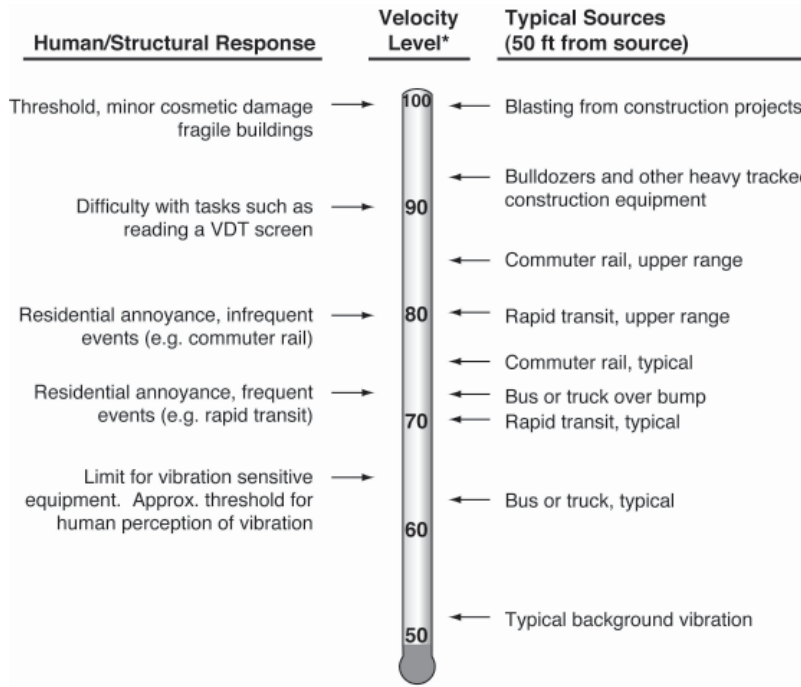 Human/Structural Response
Velocity
Level*
Typical Sources
(50 ft from source)
Threshold, minor cosmetic damage
fragile buildings
100
Blasting from construction projects
Bulldozers and other heavy tracked
construction equipment
Difficulty with tasks such as
reading a VDT screen
90
Commuter rail, upper range
Residential annoyance, infrequent
events (e.g. commuter rail)
80
Rapid transit, upper range
Commuter rail, typical
Residential annoyance, frequent
events (e.g. rapid transit)
Bus or truck over bump
70
Rapid transit, typical
Limit for vibration sensitive
equipment. Approx. threshold for
human perception of vibration
Bus or truck, typical
60
Typical background vibration
50